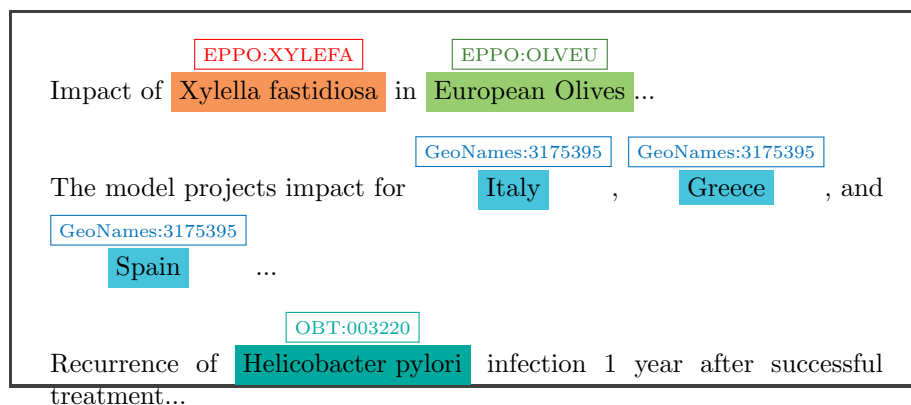 EPPO:XYLEFA EPPO:OLVEU
Impact of Xylella fastidiosa in European Olives...
GeoNames:3175395 GeoNames:3175395
The model projects impact for Italy , Greece , and
GeoNames:3175395
Spain ...
OBT:003220
Recurrence of Helicobacter pylori infection 1 year after successful
treatment...